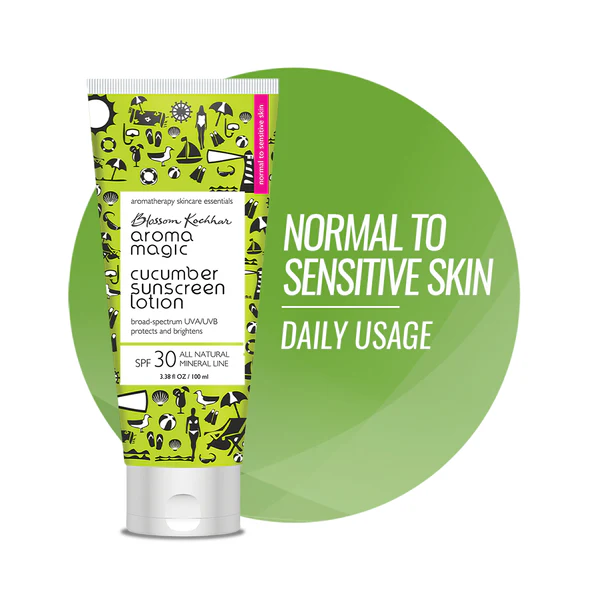 normal to sensitive skin
aromatherapy skincare essentials
Blossom Kochhar
aroma
magic
cucumber
sunscreen
lotion
broad-spectrum UVA/UVB
protects and brightens
SPF 30 ALL NATURAL
MINERAL LINE
3.38 fl OZ / 100 ml
NORMAL TO
SENSITIVE SKIN
DAILY USAGE